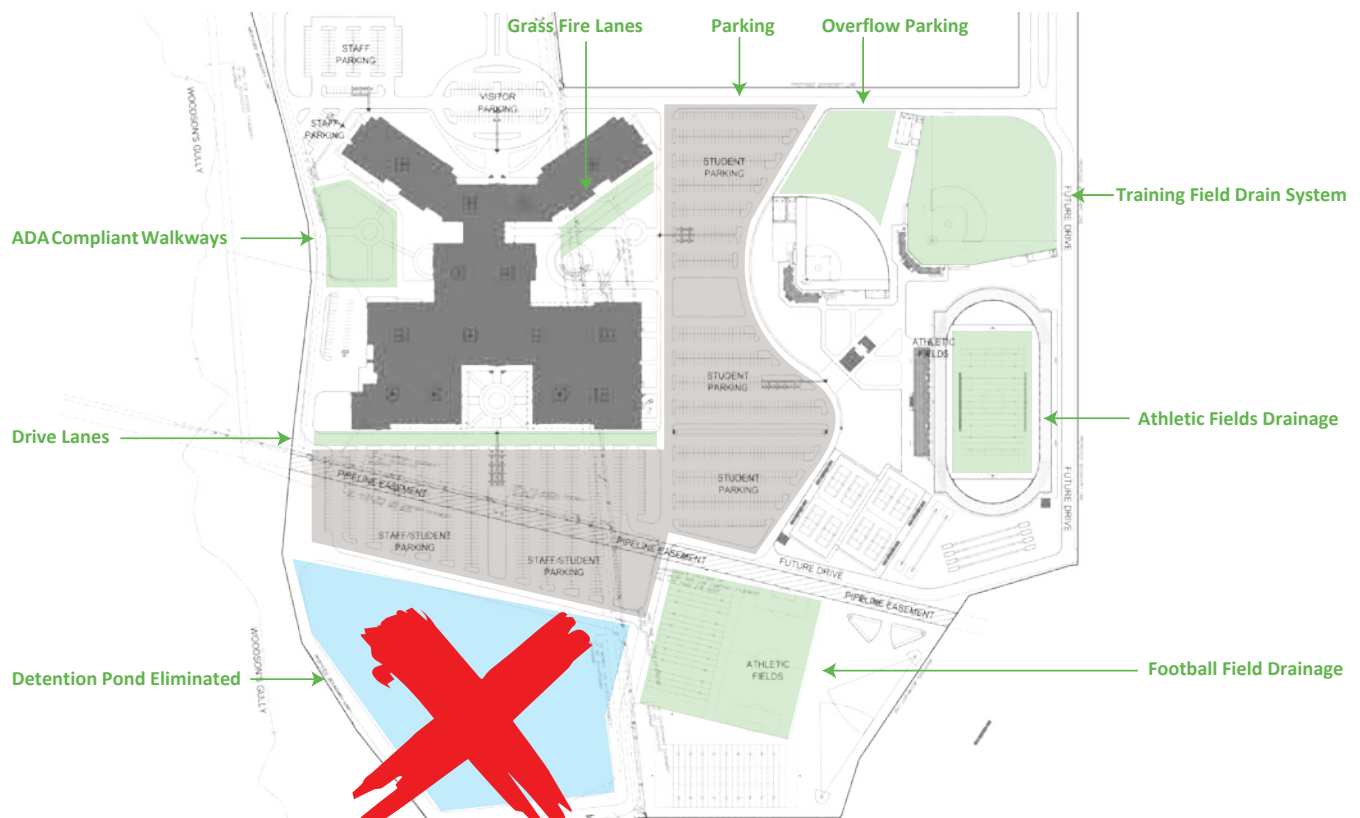 Grass Fire Lanes
Parking
Overflow Parking
STAFF
PARKING
VISITOR
PARKING
STAFF
PARKING
WOODSON'S GULLY
STUDENT
PARKING
FUTURE DRIVE
Training Field Drain System
ADA Compliant Walkways
ATHLETIC
FIELDS
STUDENT
PARKING
Athletic Fields Drainage
Drive Lanes
PIPELINE EASEMENT
STUDENT
PARKING
FUTURE DRIVE
STAFF/STUDENT
PARKING
STAFF/STUDENT
PARKING
PIPELINE EASEMENT
FUTURE DRIVE
PIPELINE EASEMENT
WOODSON'S GULLY
ATHLETIC
FIELDS
Detention Pond Eliminated
Football Field Drainage